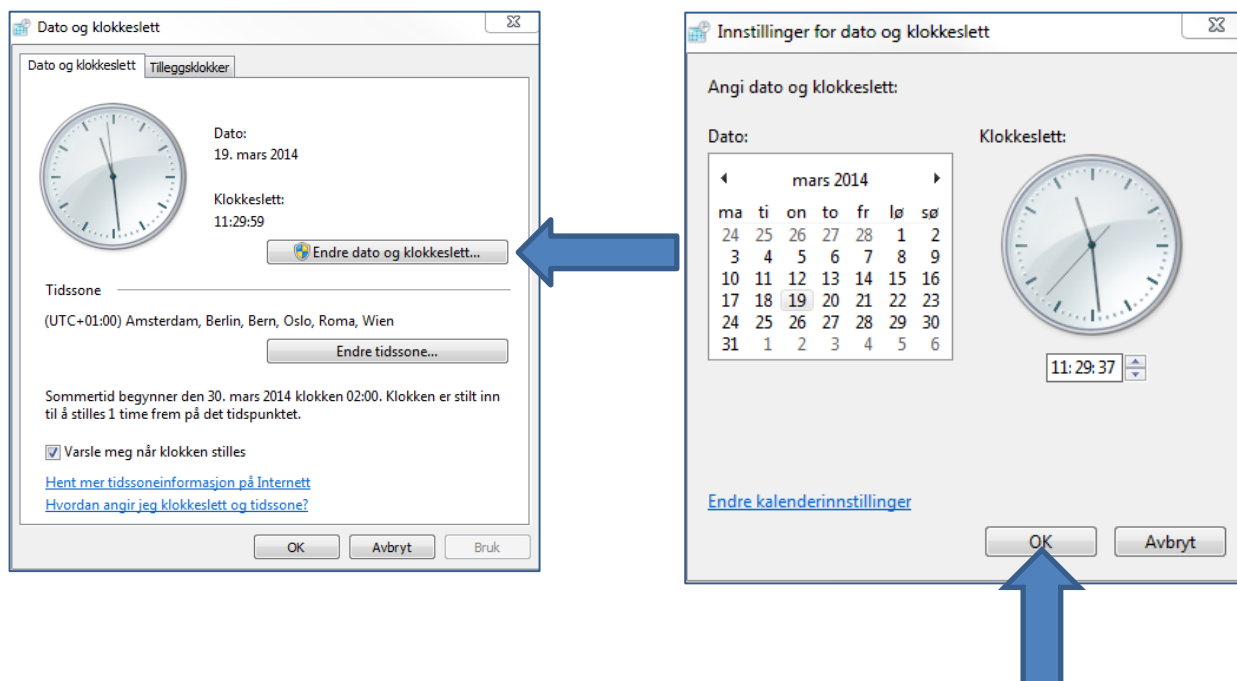 Dato og klokkeslett
Dato og klokkeslett Tilleggsklokker
Dato:
19. mars 2014
Klokkeslett:
11:29:59
Endre dato og klokkeslett...
Tidssone
(UTC+01:00) Amsterdam, Berlin, Bern, Oslo, Roma, Wien
Endre tidssone...
Sommertid begynner den 30. mars 2014 klokken 02:00. Klokken er stilt inn
til å stilles 1 time frem på det tidspunktet.
Varsle meg når klokken stilles
Hent mer tidssoneinformasjon på Internett
Hvordan angir jeg klokkeslett og tidssone?
OK Avbryt Bruk
Innstillinger for dato og klokkeslett
Angi dato og klokkeslett:
Dato:
mars 2014
ma ti on to fr lø sø
24 25 26 27 28 1 2
3 4 5 6 7 8 9
10 11 12 13 14 15 16
17 18 19 20 21 22 23
24 25 26 27 28 29 30
31 1 2 3 4 5 6
Klokkeslett:
11:29:37
Endre kalenderinnstillinger
OK Avbryt